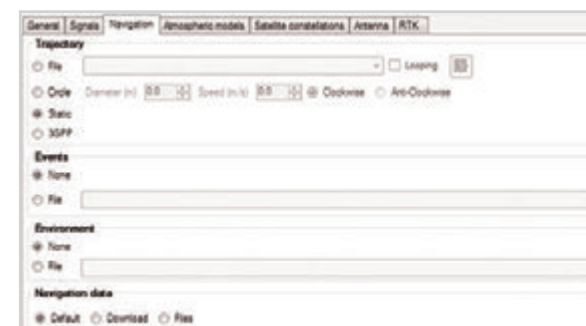 General Signals Navigation Atmospheric models Satellite constellations Antenna RTK
Trajectory
File Looping
Circle Diameter (m) 0.0 Speed (m/s) 0.0 Clockwise Anti-Clockwise
Static
3GPP
Events
None
File
Environment
None
File
Navigation data
Default Download Files